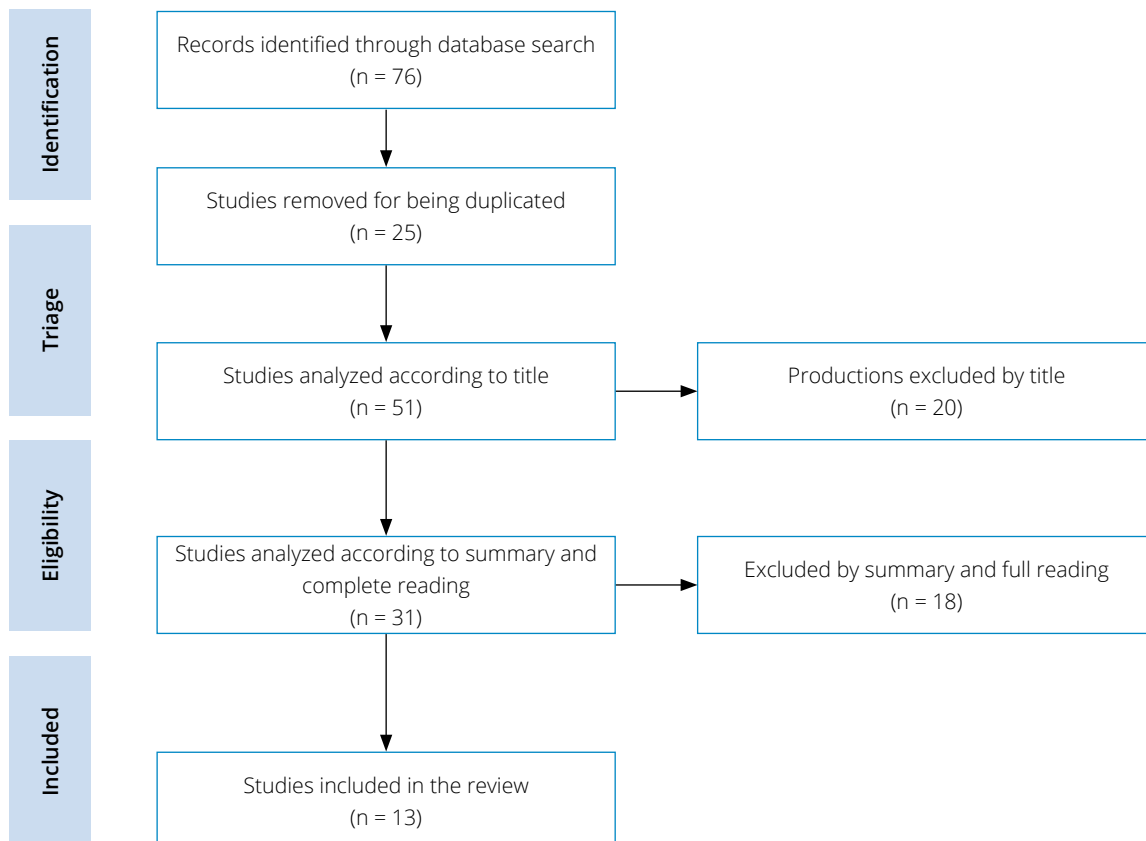 Identification
Records identified through database search
(n = 76)
Studies removed for being duplicated
(n = 25)
Triage
Studies analyzed according to title
(n = 51)
Productions excluded by title
(n = 20)
Eligibility
Studies analyzed according to summary and
complete reading
(n = 31)
Excluded by summary and full reading
(n = 18)
Included
Studies included in the review
(n = 13)